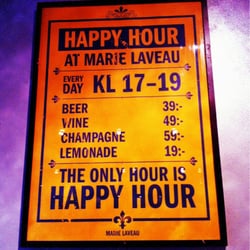 HAPPY HOUR
AT MARIE LAVEAU
EVERY DAY KL 17-19
BEER 39:-
WINE 49:-
CHAMPAGNE 59:-
LEMONADE 19:-
THE ONLY HOUR IS
HAPPY HOUR
MARIE LAVEAU